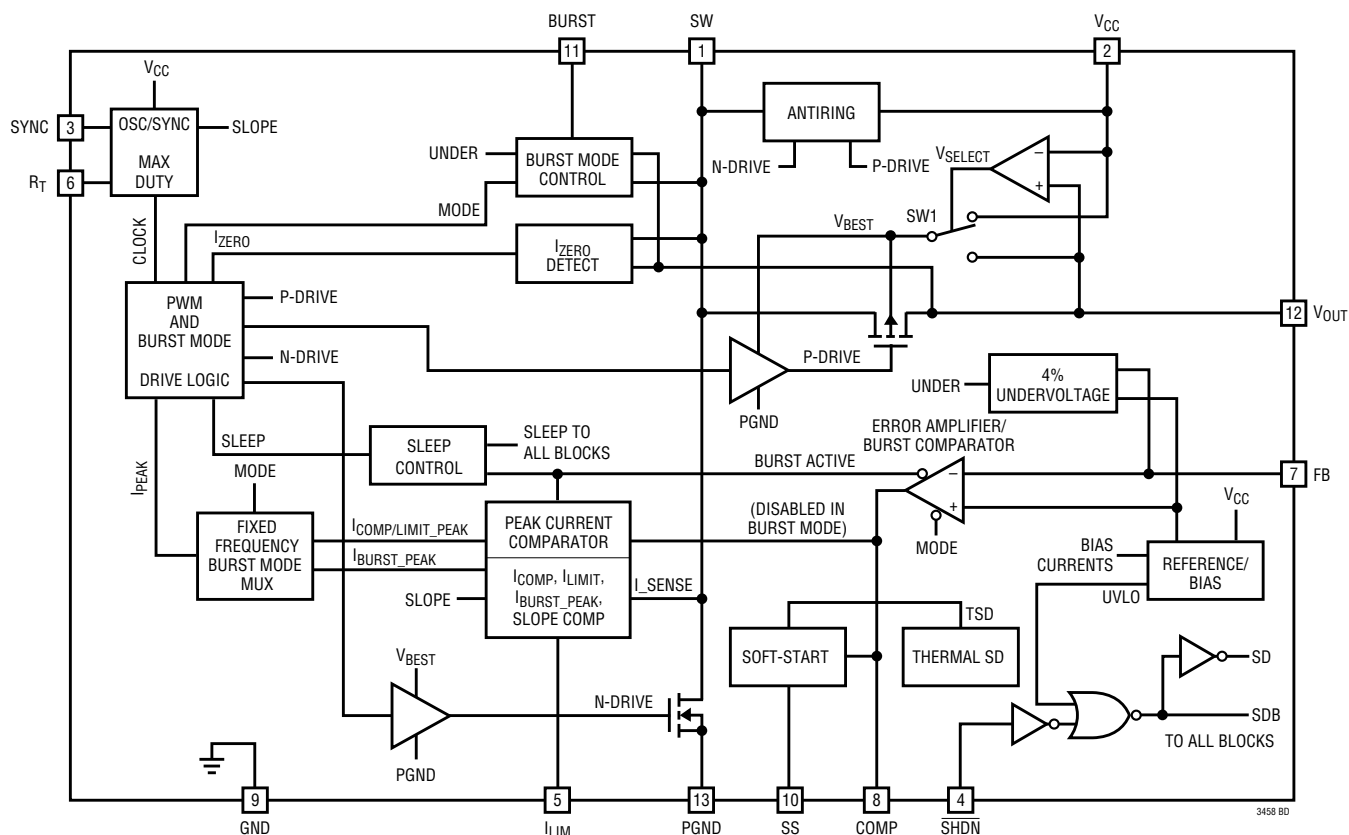 BURST
SW
VCC
11
1
2
VCC
SYNC
3
OSC/SYNC
MAX
DUTY
SLOPE
RT
6
ANTIRING
N-DRIVE
P-DRIVE
UNDER
BURST MODE
CONTROL
VSELECT
–
+
MODE
CLOCK
IZERO
IZERO
DETECT
VBEST
SW1
PWM
AND
BURST MODE
DRIVE LOGIC
P-DRIVE
N-DRIVE
12
VOUT
P-DRIVE
PGND
UNDER
4%
UNDERVOLTAGE
ERROR AMPLIFIER/
BURST COMPARATOR
SLEEP
SLEEP
CONTROL
SLEEP TO
ALL BLOCKS
BURST ACTIVE
–
+
7
FB
IPEAK
MODE
FIXED
FREQUENCY
BURST MODE
MUX
ICOMP/LIMIT_PEAK
IBURST_PEAK
PEAK CURRENT
COMPARATOR
(DISABLED IN
BURST MODE)
MODE
VCC
BIAS
CURRENTS
REFERENCE/
BIAS
UVLO
SLOPE
ICOMP, ILIMIT,
IBURST_PEAK,
SLOPE COMP
I_SENSE
TSD
SOFT-START
THERMAL SD
SD
VBEST
N-DRIVE
PGND
SDB
TO ALL BLOCKS
9
5
13
10
8
4
GND
ILIM
PGND
SS
COMP
SHDN
3458 BD